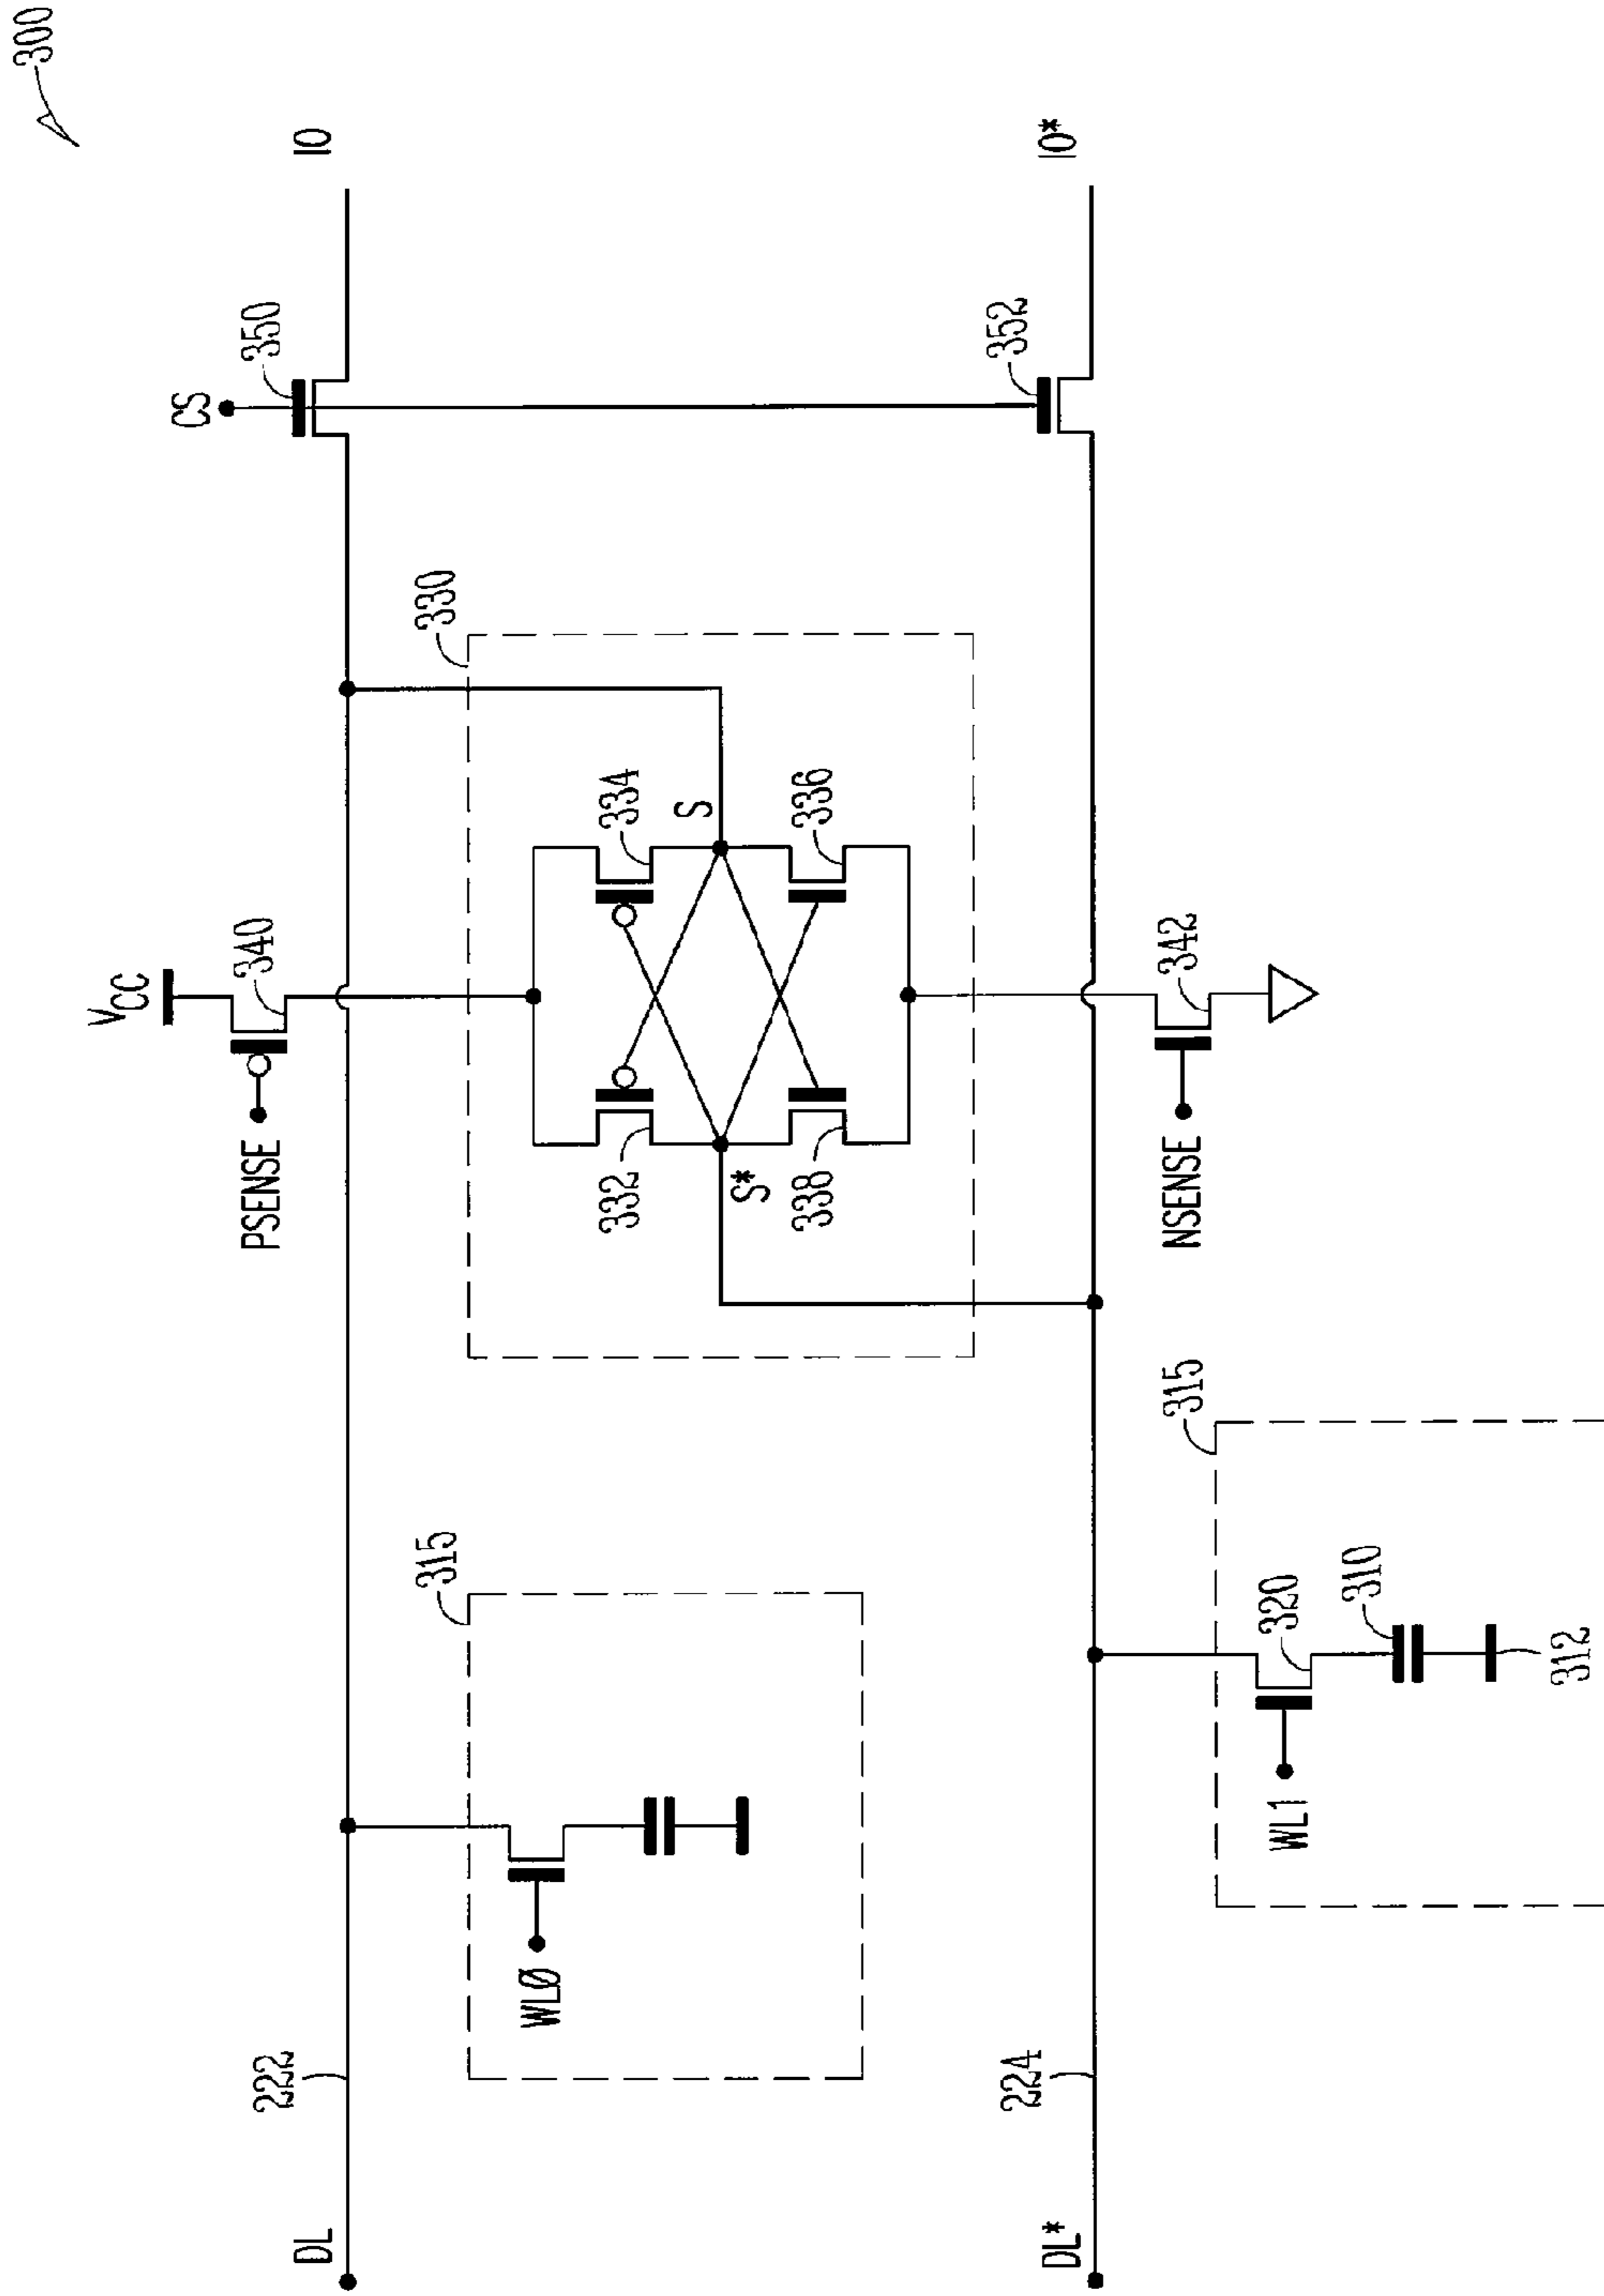 300
VCC
PSENSE
340
CS
350
IO
222
DL
315
WLØ
330
332
334
S*
S
338
336
352
IO*
224
DL*
315
WL1
320
310
312
NSENSE
342